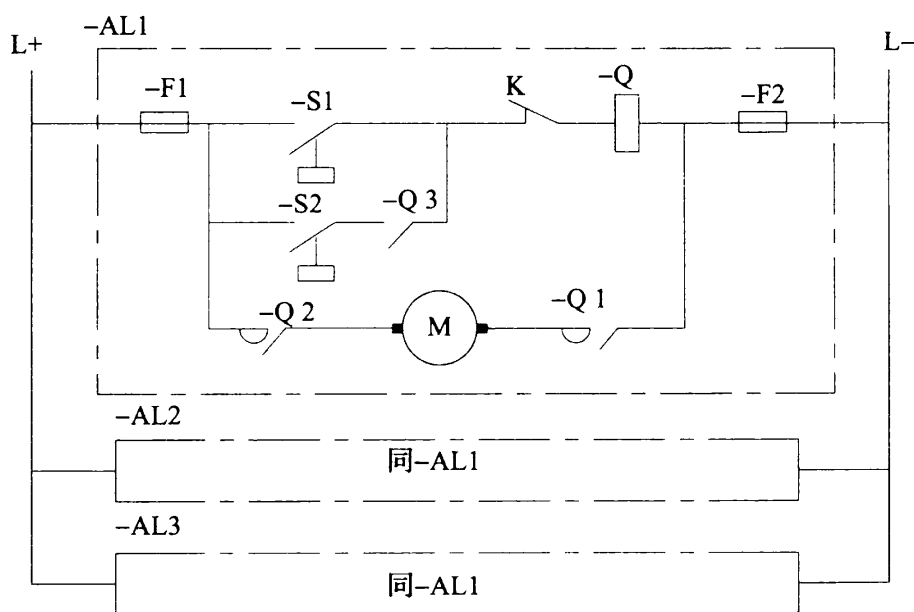 –AL1
L+
L–
–F1
–S1
K
–Q
–F2
–S2
–Q 3
–Q 2
M
–Q 1
–AL2
同–AL1
–AL3
同–AL1